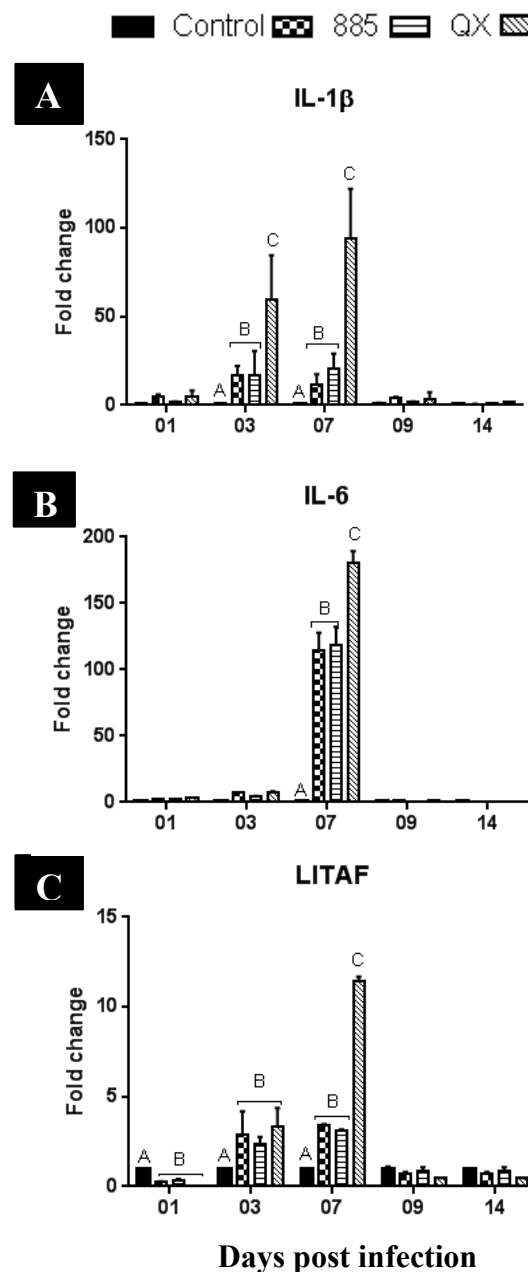 Control 885 QX
A
IL-1β
Fold change
150
100
50
0
A B C
A B C
01 03 07 09 14
B
IL-6
Fold change
200
150
100
50
0
A B C
01 03 07 09 14
C
LITAF
Fold change
15
10
5
0
A B
A B
A B C
01 03 07 09 14
Days post infection